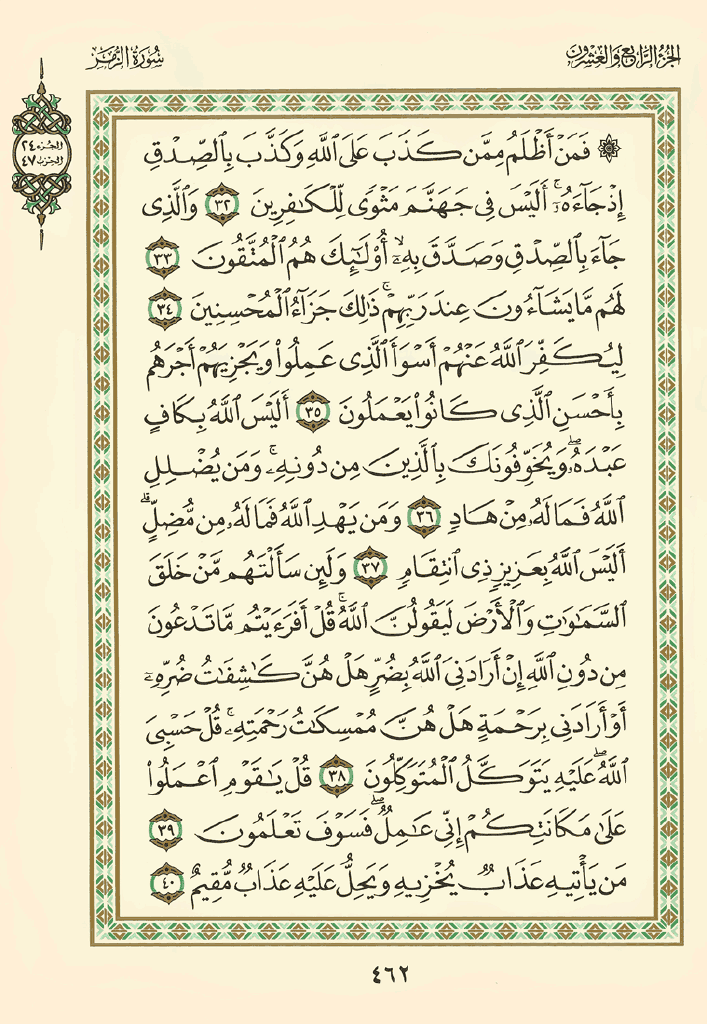 الجزء الرابع والعشرون
سورة الزمر
الجزء ٢٤
الحزب ٤٧
۞ فَمَنْ أَظْلَمُ مِمَّن كَذَبَ عَلَى ٱللَّهِ وَكَذَّبَ بِٱلصِّدْقِ
إِذْ جَآءَهُۥٓ ۚ أَلَيْسَ فِى جَهَنَّمَ مَثْوًى لِّلْكَـٰفِرِينَ ٣٢ وَٱلَّذِى
جَآءَ بِٱلصِّدْقِ وَصَدَّقَ بِهِۦٓ ۙ أُو۟لَـٰٓئِكَ هُمُ ٱلْمُتَّقُونَ ٣٣
لَهُم مَّا يَشَآءُونَ عِندَ رَبِّهِمْ ۚ ذَٰلِكَ جَزَآءُ ٱلْمُحْسِنِينَ ٣٤
لِيُكَفِّرَ ٱللَّهُ عَنْهُمْ أَسْوَأَ ٱلَّذِى عَمِلُوا۟ وَيَجْزِيَهُمْ أَجْرَهُم
بِأَحْسَنِ ٱلَّذِى كَانُوا۟ يَعْمَلُونَ ٣٥ أَلَيْسَ ٱللَّهُ بِكَافٍ
عَبْدَهُۥ ۖ وَيُخَوِّفُونَكَ بِٱلَّذِينَ مِن دُونِهِۦ ۚ وَمَن يُضْلِلِ
ٱللَّهُ فَمَا لَهُۥ مِنْ هَادٍ ٣٦ وَمَن يَهْدِ ٱللَّهُ فَمَا لَهُۥ مِن مُّضِلٍّ ۗ
أَلَيْسَ ٱللَّهُ بِعَزِيزٍ ذِى ٱنتِقَامٍ ٣٧ وَلَئِن سَأَلْتَهُم مَّنْ خَلَقَ
ٱلسَّمَـٰوَٰتِ وَٱلْأَرْضَ لَيَقُولُنَّ ٱللَّهُ ۚ قُلْ أَفَرَءَيْتُم مَّا تَدْعُونَ
مِن دُونِ ٱللَّهِ إِنْ أَرَادَنِىَ ٱللَّهُ بِضُرٍّ هَلْ هُنَّ كَـٰشِفَـٰتُ ضُرِّهِۦٓ
أَوْ أَرَادَنِى بِرَحْمَةٍ هَلْ هُنَّ مُمْسِكَـٰتُ رَحْمَتِهِۦ ۚ قُلْ حَسْبِىَ
ٱللَّهُ ۖ عَلَيْهِ يَتَوَكَّلُ ٱلْمُتَوَكِّلُونَ ٣٨ قُلْ يَـٰقَوْمِ ٱعْمَلُوا۟
عَلَىٰ مَكَانَتِكُمْ إِنِّى عَـٰمِلٌ ۖ فَسَوْفَ تَعْلَمُونَ ٣٩
مَن يَأْتِيهِ عَذَابٌ يُخْزِيهِ وَيَحِلُّ عَلَيْهِ عَذَابٌ مُّقِيمٌ ٤٠
٤٦٢